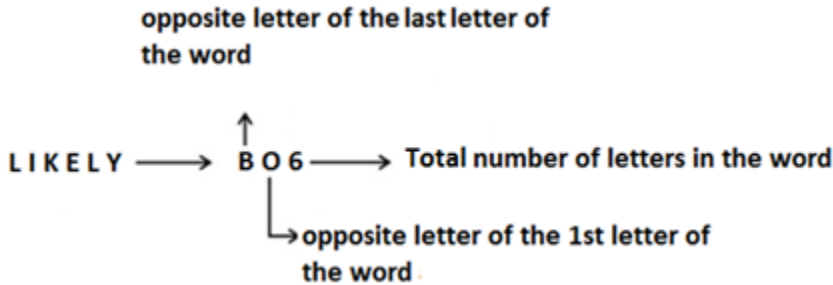 opposite letter of the last letter of
the word
LIKELY BO6 Total number of letters in the word
opposite letter of the 1st letter of
the word